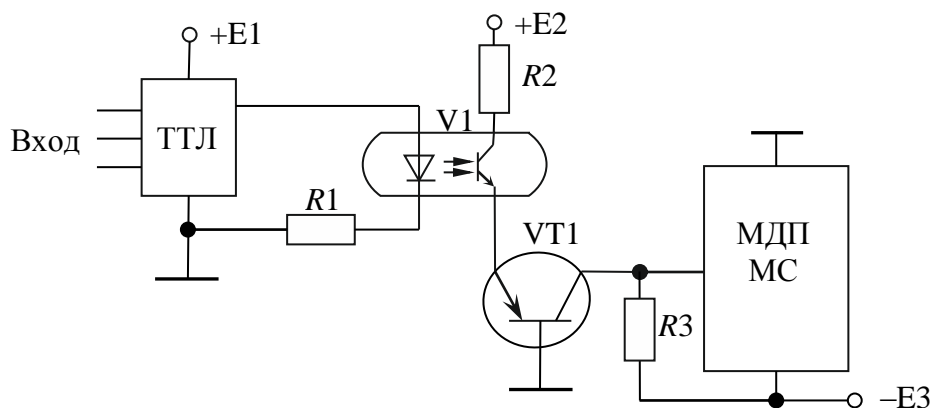 +E1
+E2
R2
V1
Вход
ТТЛ
R1
VT1
МДП
МС
R3
–E3